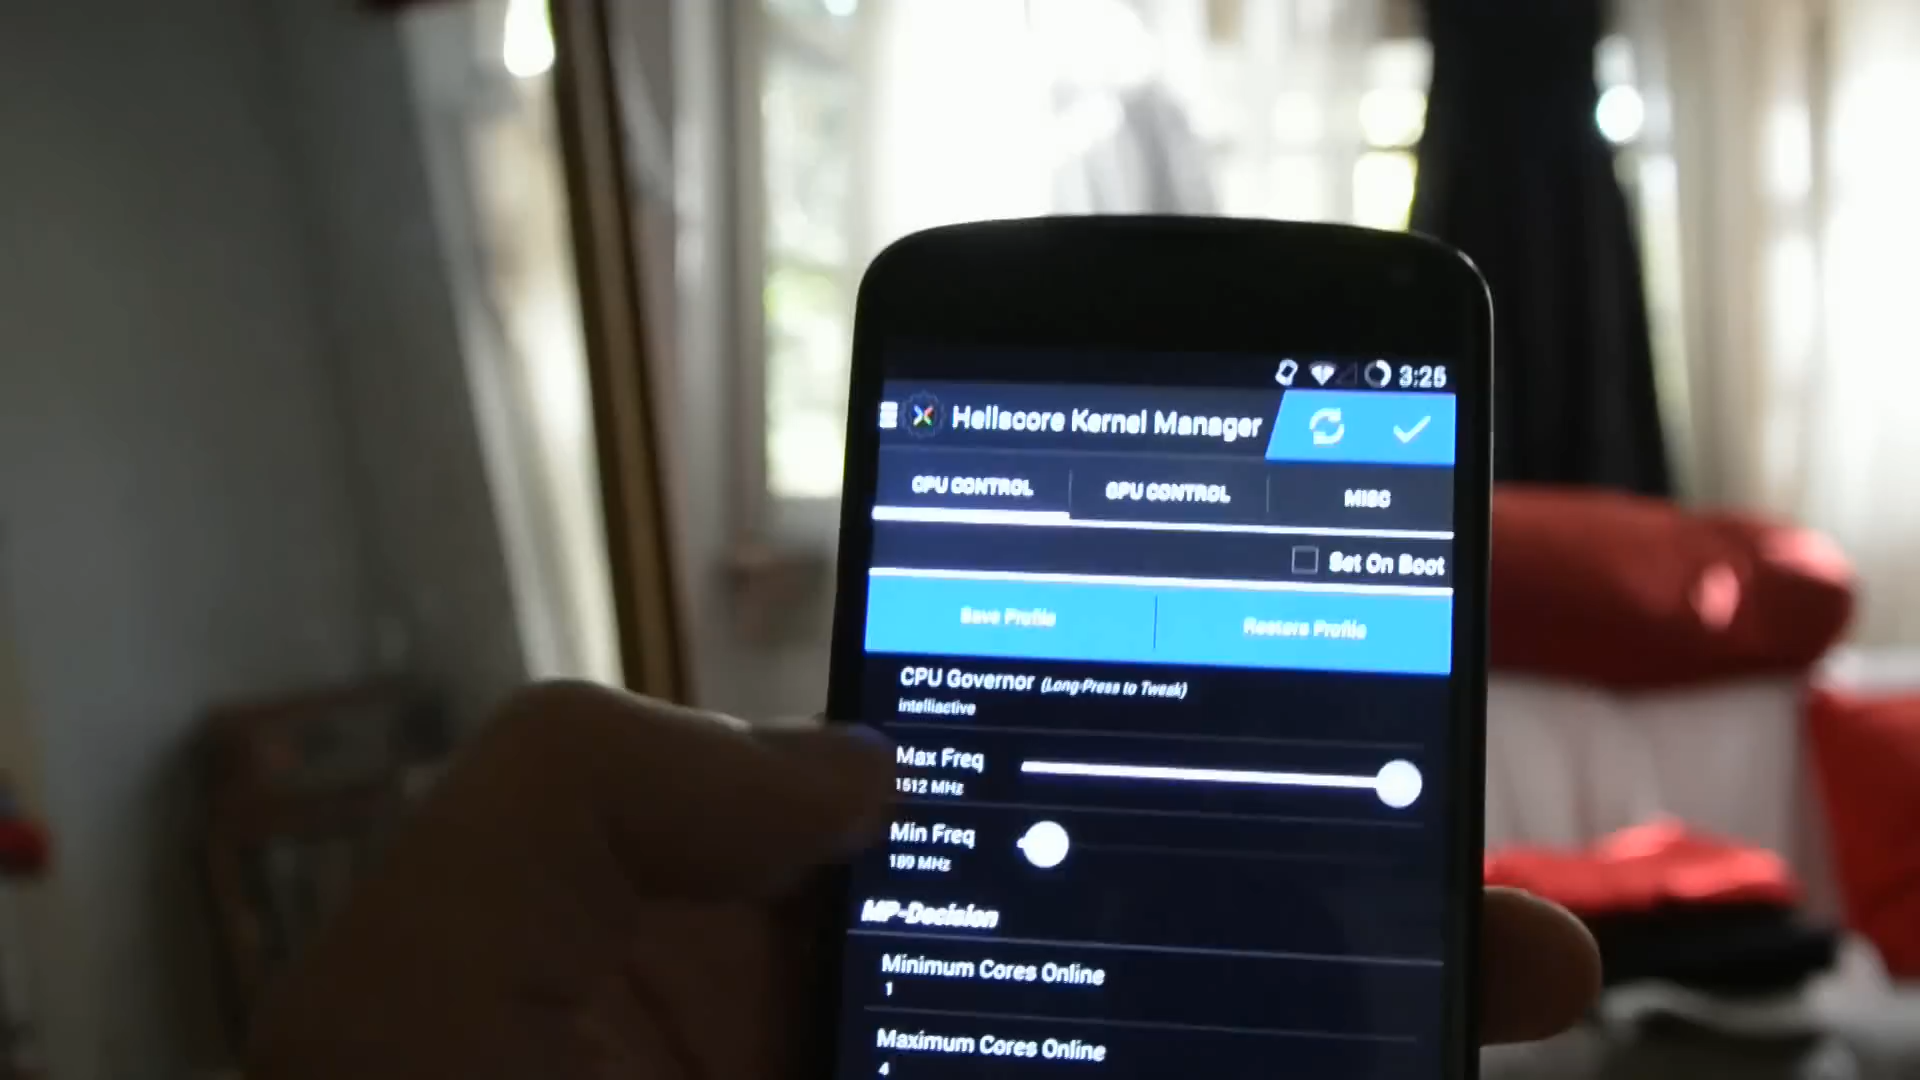 3:25
Hellscore Kernel Manager
CPU CONTROL GPU CONTROL MISC
Set On Boot
Save Profile Restore Profile
CPU Governor (Long-Press to Tweak)
intelliactive
Max Freq
1512 MHz
Min Freq
189 MHz
MP-Decision
Minimum Cores Online
1
Maximum Cores Online
4